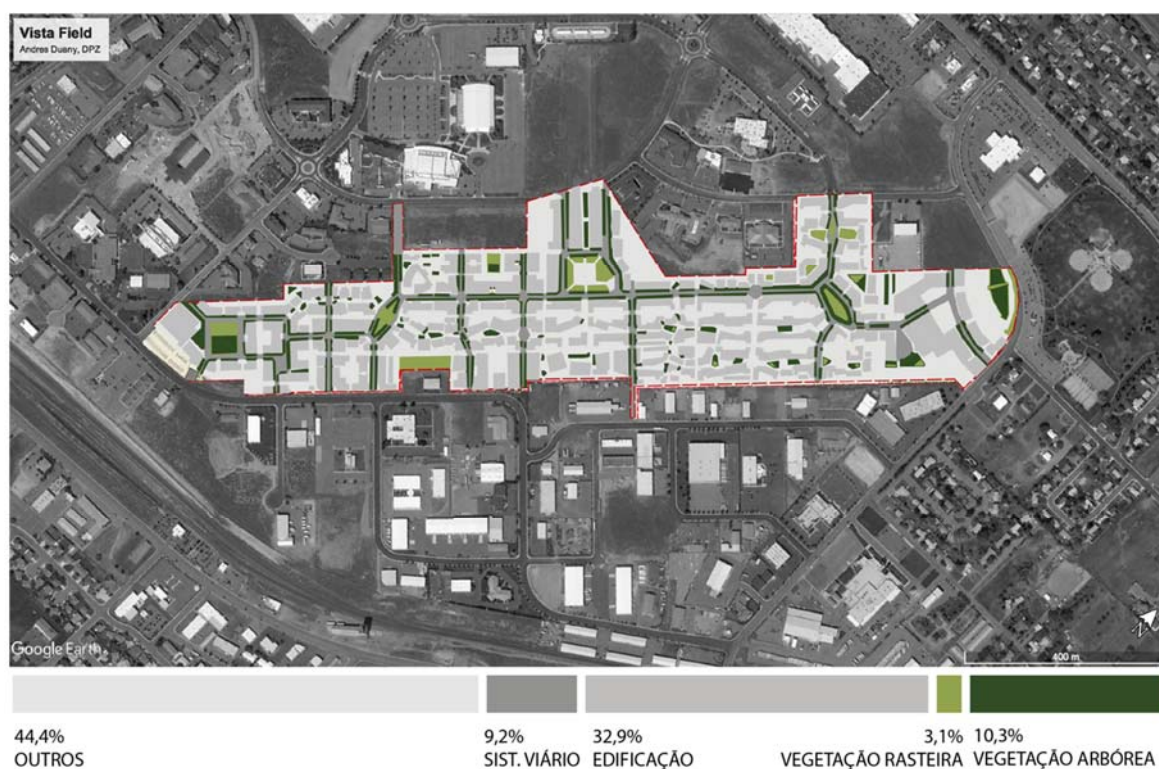 Vista Field
Andres Duany, DPZ
Google Earth
N
400 m
44,4%
OUTROS
9,2%
SIST. VIÁRIO
32,9%
EDIFICAÇÃO
3,1%
VEGETAÇÃO RASTEIRA
10,3%
VEGETAÇÃO ARBÓREA